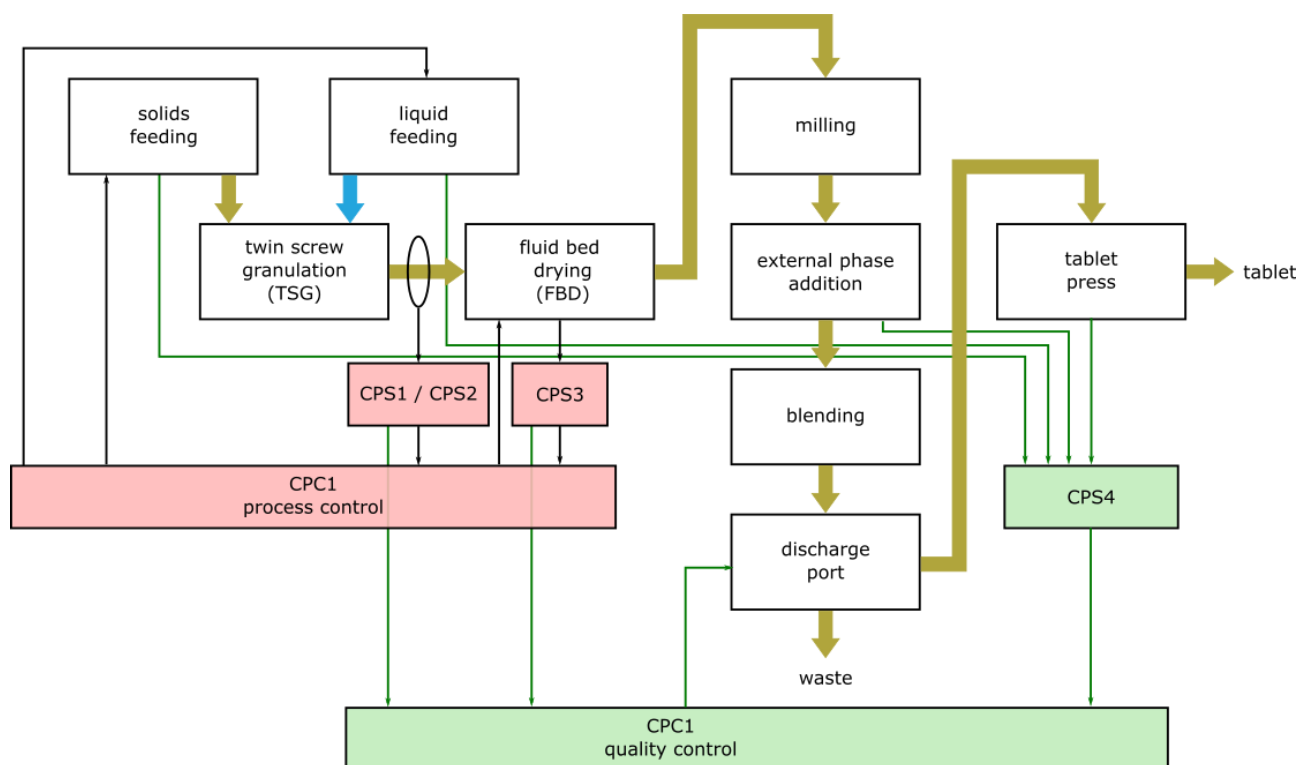 solids
feeding
liquid
feeding
milling
twin screw
granulation
(TSG)
fluid bed
drying
(FBD)
external phase
addition
tablet
press
tablet
CPS1 / CPS2
CPS3
blending
CPC1
process control
CPS4
discharge
port
waste
CPC1
quality control